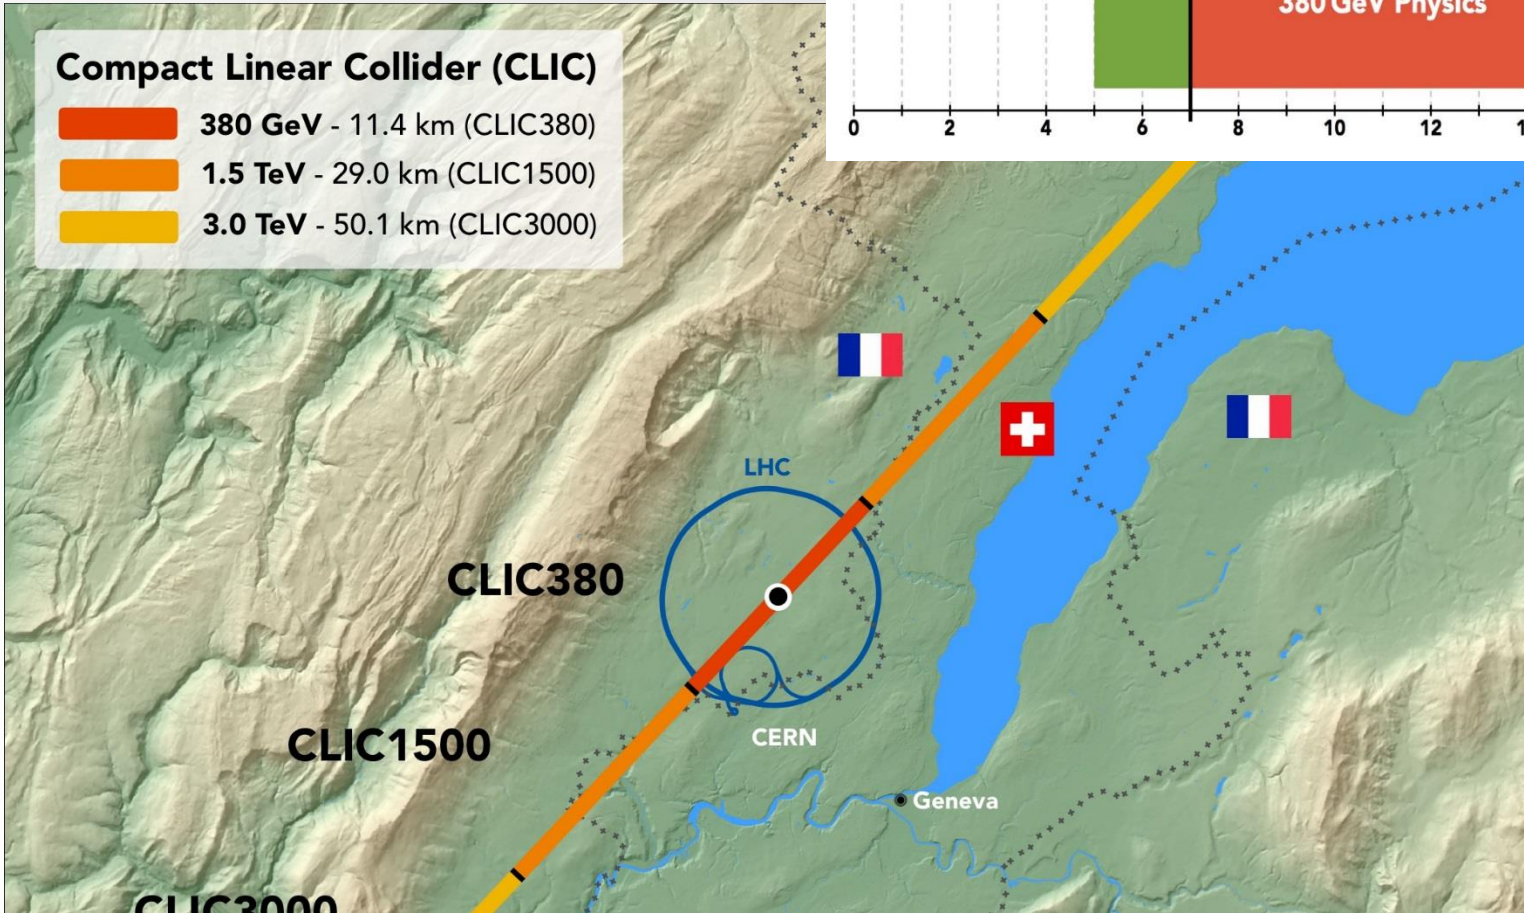 Compact Linear Collider (CLIC)
380 GeV - 11.4 km (CLIC380)
1.5 TeV - 29.0 km (CLIC1500)
3.0 TeV - 50.1 km (CLIC3000)
380 GeV Physics
0 2 4 6 8 10 12 1
LHC
CLIC380
CLIC1500
CERN
Geneva
CLIC3000